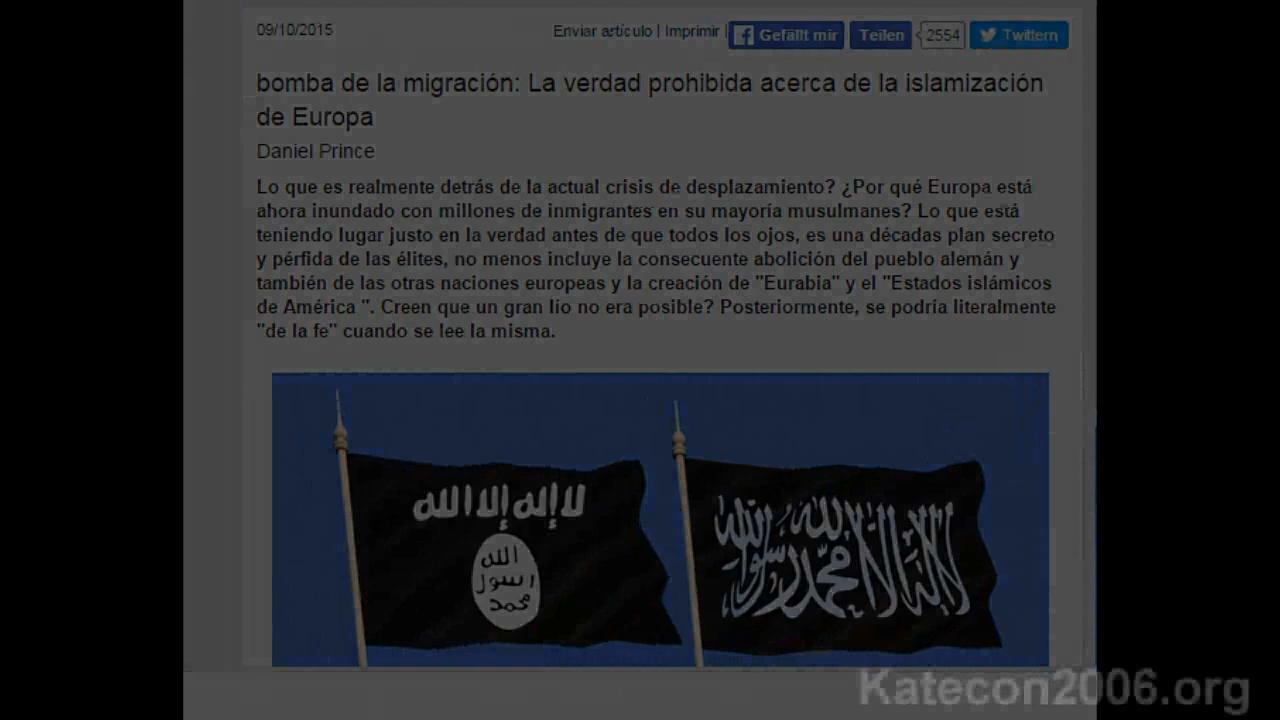 09/10/2015
Enviar artículo | Imprimir |
Gefällt mir
Teilen
2554
Twittern
bomba de la migración: La verdad prohibida acerca de la islamización
de Europa
Daniel Prince
Lo que es realmente detrás de la actual crisis de desplazamiento? ¿Por qué Europa está
ahora inundado con millones de inmigrantes en su mayoría musulmanes? Lo que está
teniendo lugar justo en la verdad antes de que todos los ojos, es una décadas plan secreto
y pérfida de las élites, no menos incluye la consecuente abolición del pueblo alemán y
también de las otras naciones europeas y la creación de "Eurabia" y el "Estados islámicos
de América ". Creen que un gran lío no era posible? Posteriormente, se podría literalmente
"de la fe" cuando se lee la misma.
لا إله إلا الله
الله
رسول
محمد
لا إله إلا الله محمد رسول الله
Katecon2006.org